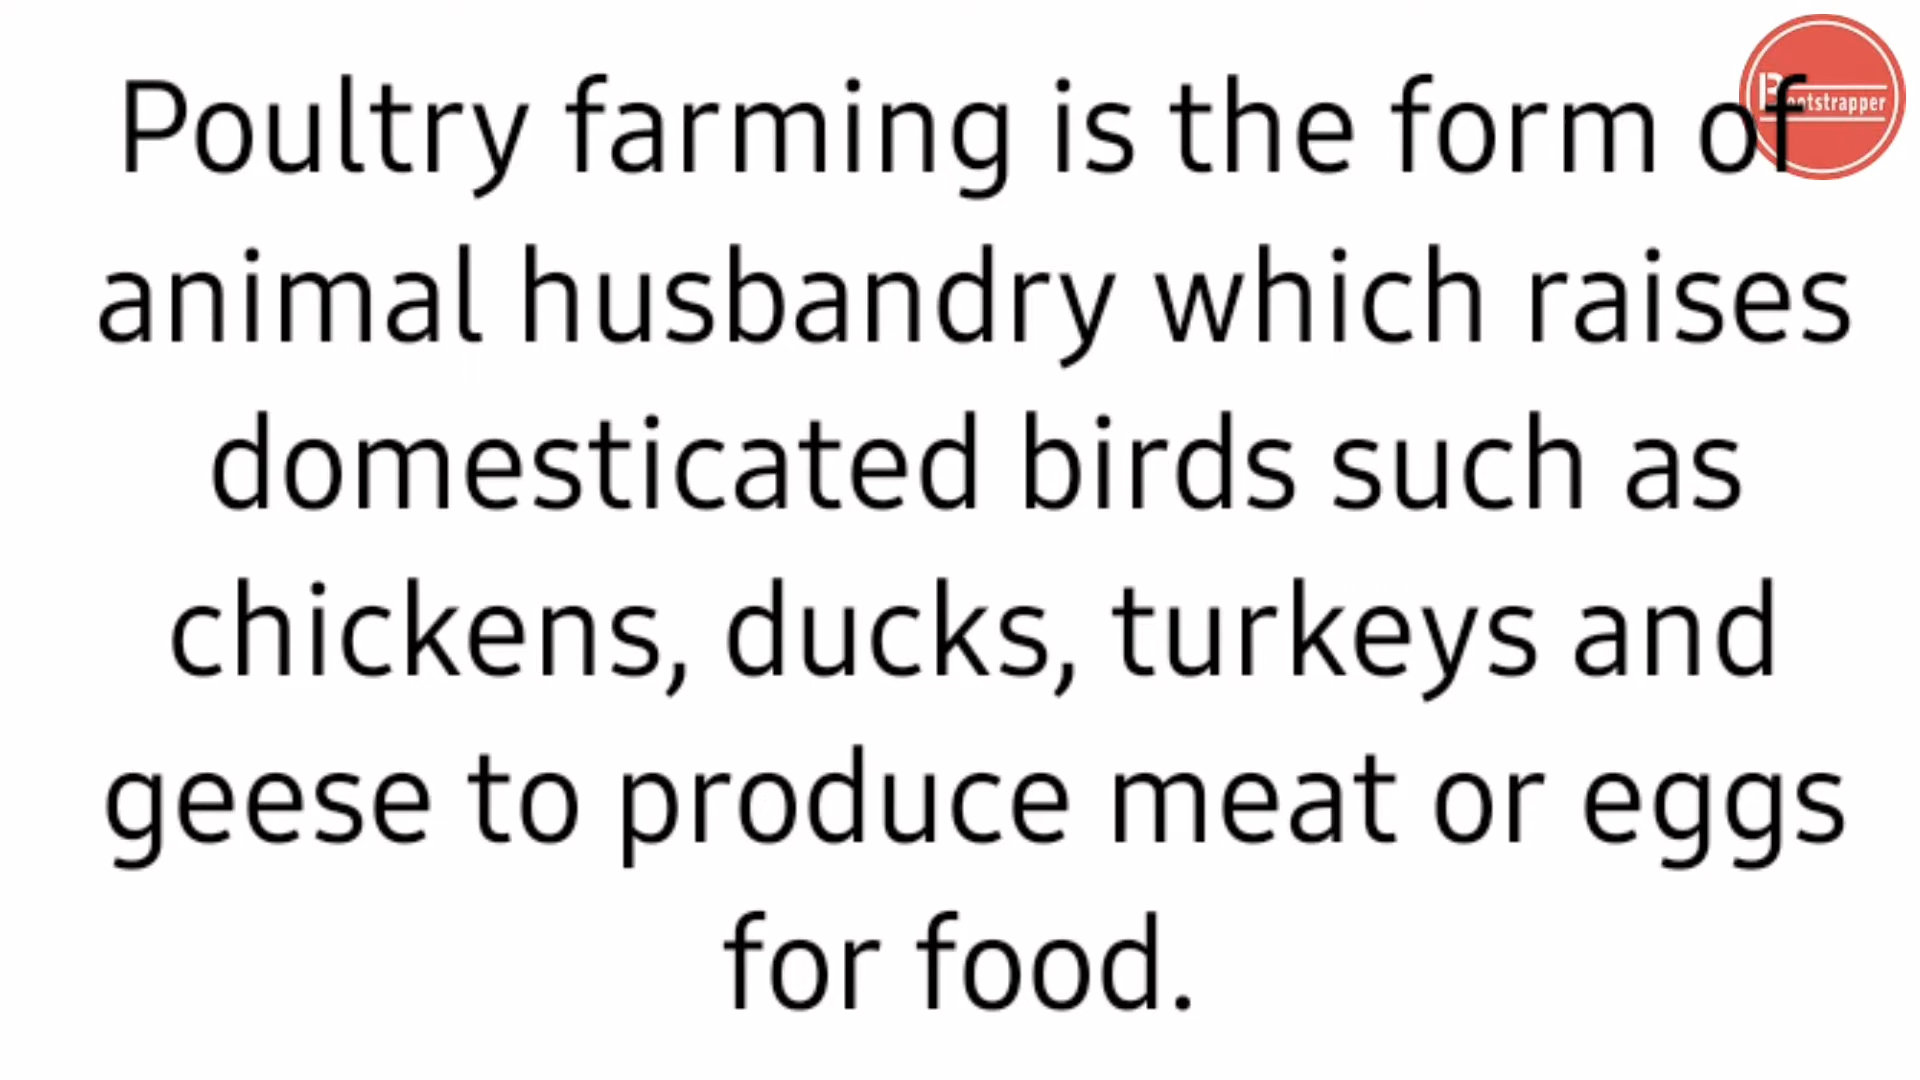 Poultry farming is the form of
Bootstrapper
animal husbandry which raises
domesticated birds such as
chickens, ducks, turkeys and
geese to produce meat or eggs
for food.